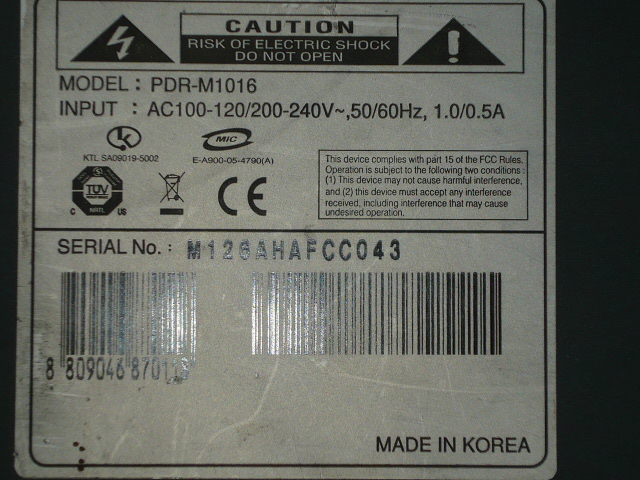 CAUTION
RISK OF ELECTRIC SHOCK
DO NOT OPEN
MODEL : PDR-M1016
INPUT : AC100-120/200-240V~,50/60Hz, 1.0/0.5A
KTL SA09019-5002
MIC
E-A900-05-4790(A)
TUV
C US
CE
This device complies with part 15 of the FCC Rules.
Operation is subject to the following two conditions :
(1) This device may not cause harmful interference,
and (2) this device must accept any interference
received, including interference that may cause
undesired operation.
SERIAL No. : M126AHAFCC043
MADE IN KOREA